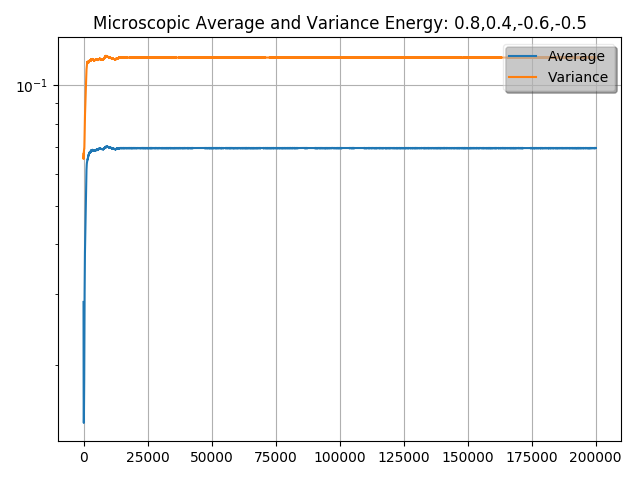 Microscopic Average and Variance Energy: 0.8,0.4,-0.6,-0.5
Average
Variance
10⁻¹
0 25000 50000 75000 100000 125000 150000 175000 200000